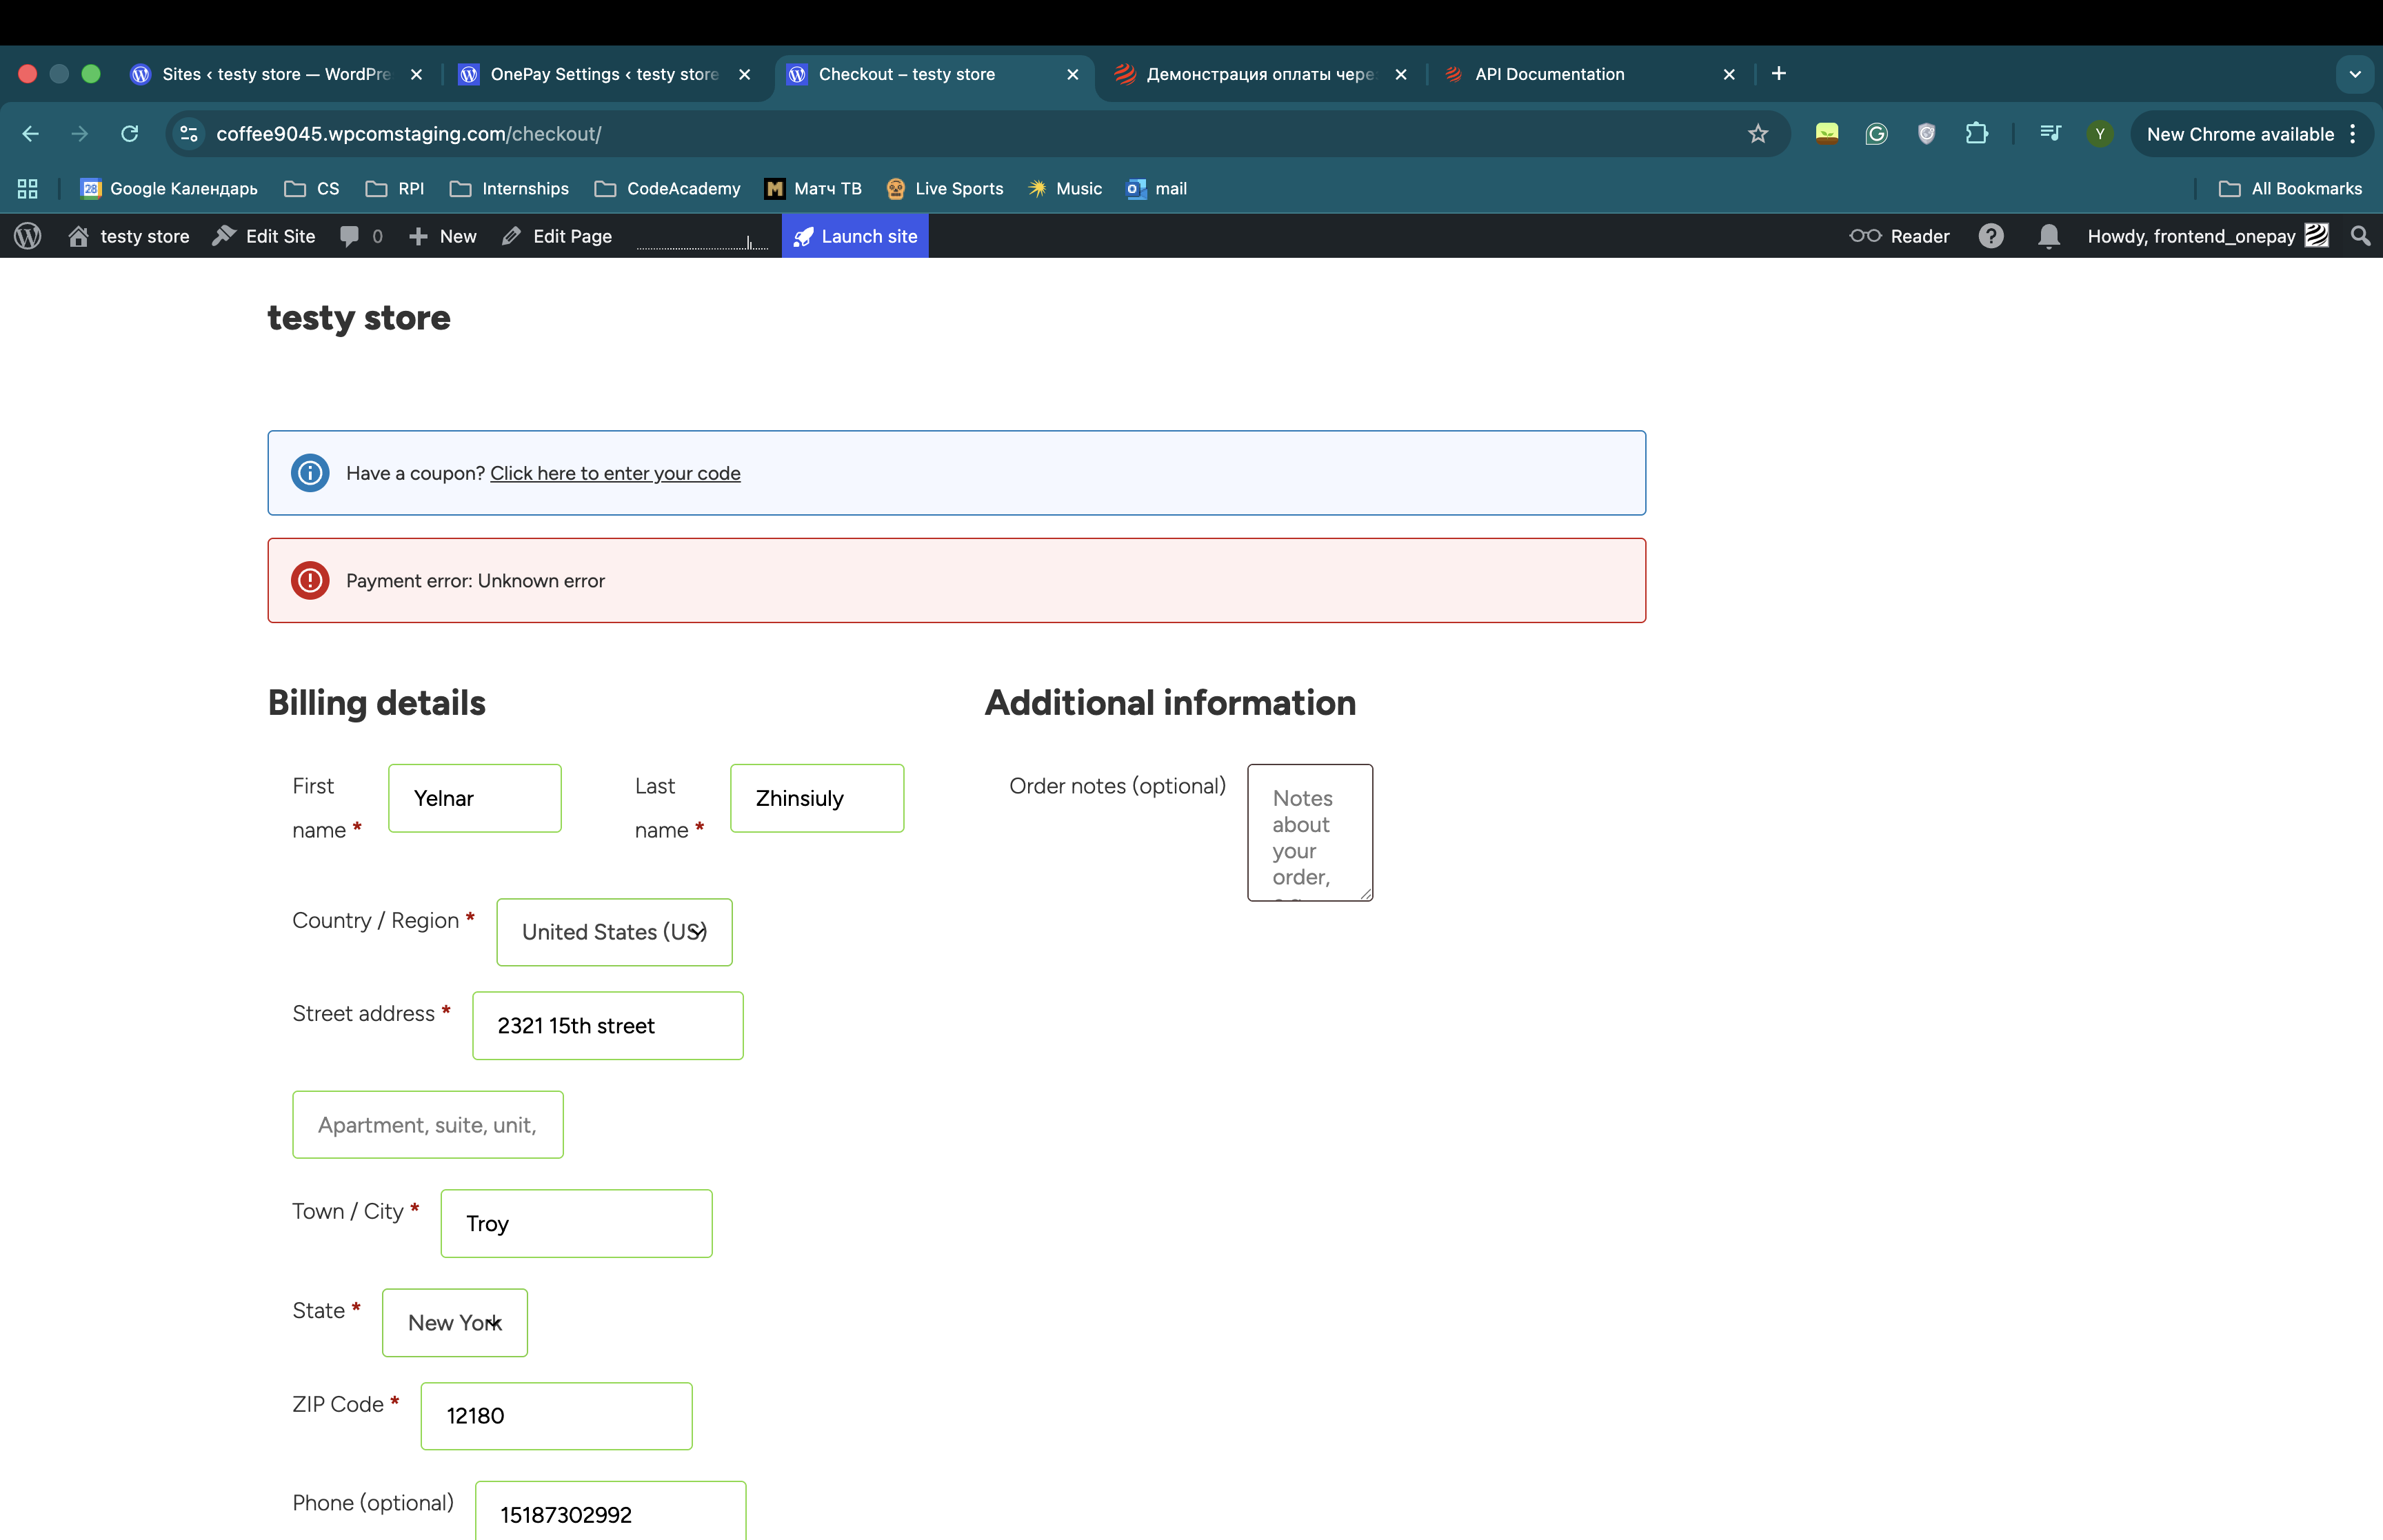 Sites ‹ testy store — WordPre
OnePay Settings ‹ testy store
Checkout – testy store
Демонстрация оплаты чере
API Documentation
coffee9045.wpcomstaging.com/checkout/
Y
New Chrome available
28 Google Календарь
CS
RPI
Internships
CodeAcademy
Матч ТВ
Live Sports
Music
mail
All Bookmarks
testy store
Edit Site
0
New
Edit Page
Launch site
Reader
Howdy, frontend_onepay
testy store
Have a coupon? Click here to enter your code
Payment error: Unknown error
Billing details
Additional information
First name *
Yelnar
Last name *
Zhinsiuly
Order notes (optional)
Notes
about
your
order,
Country / Region *
United States (US)
Street address *
2321 15th street
Apartment, suite, unit,
Town / City *
Troy
State *
New York
ZIP Code *
12180
Phone (optional)
15187302992